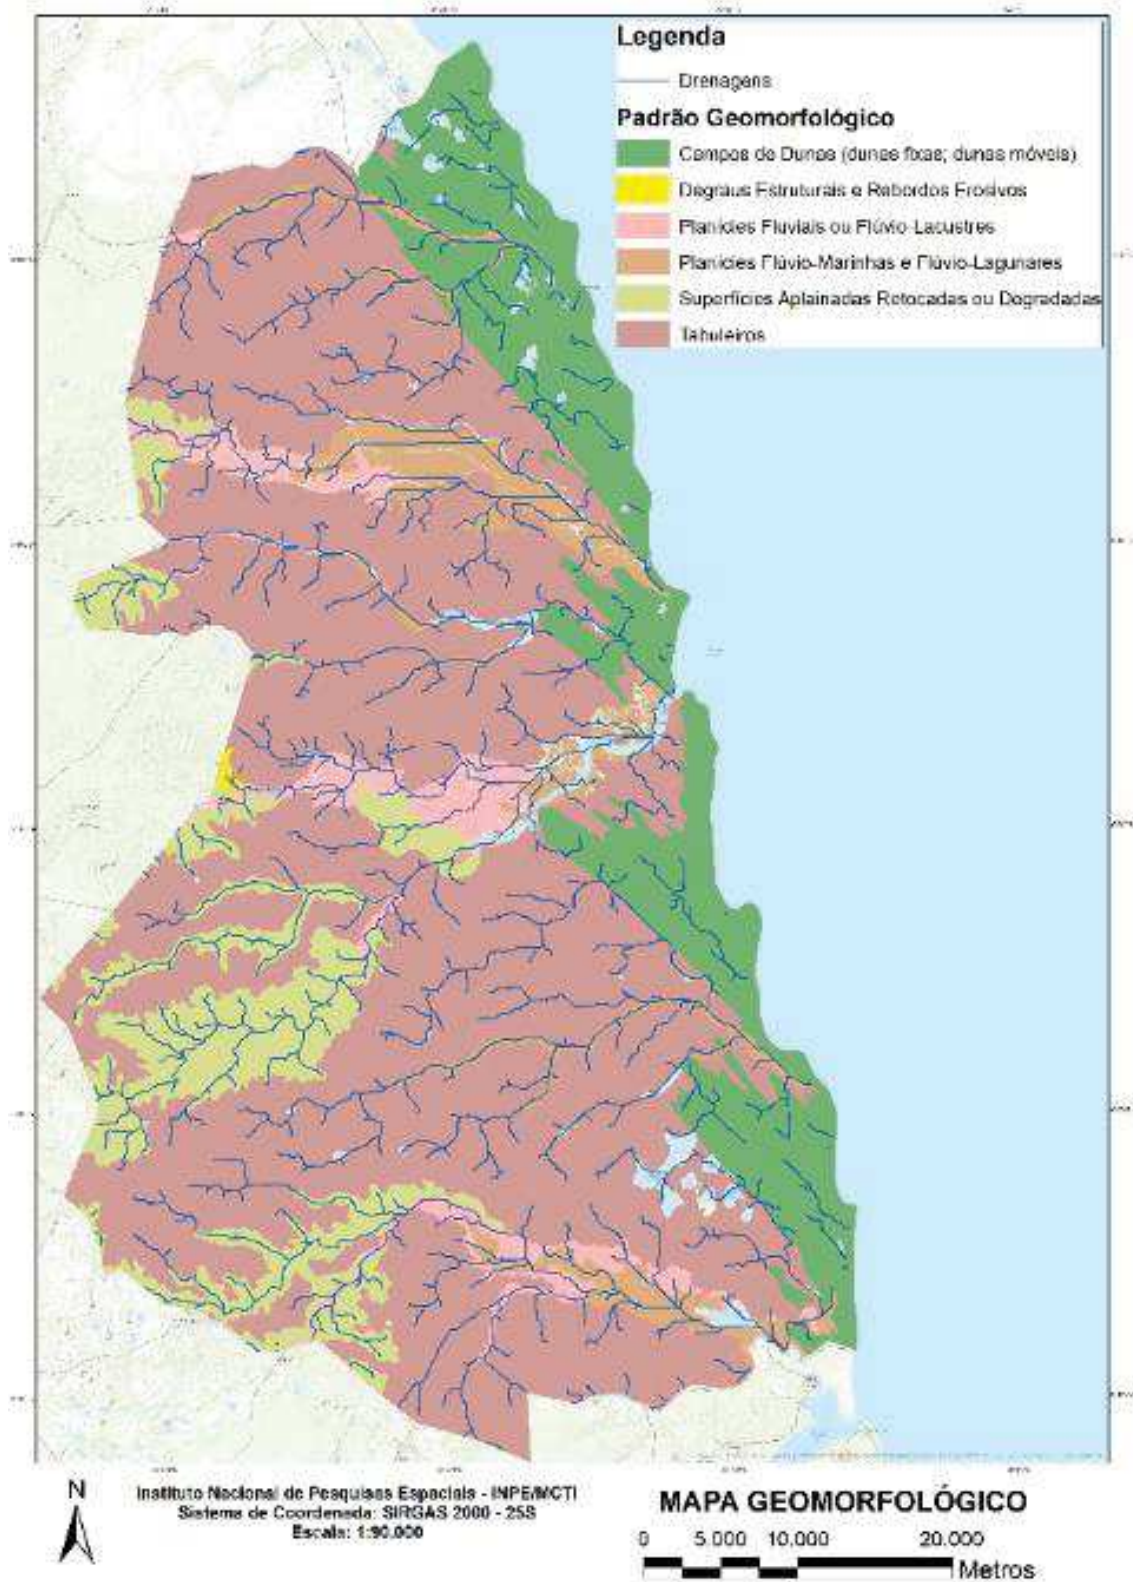 Legenda
Drenagens
Padrão Geomorfológico
Campos de Dunas (dunas fixas; dunas móveis)
Degraus Estruturais e Rebordos Erosivos
Planícies Fluviais ou Flúvio-Lacustres
Planícies Flúvio-Marinhas e Flúvio-Lagunares
Superfícies Aplainadas Retocadas ou Degradadas
Tabuleiros
N
Instituto Nacional de Pesquisas Espaciais - INPE/MCTI
Sistema de Coordenada: SIRGAS 2000 - 25S
Escala: 1:90.000
MAPA GEOMORFOLÓGICO
0 5.000 10.000 20.000
Metros